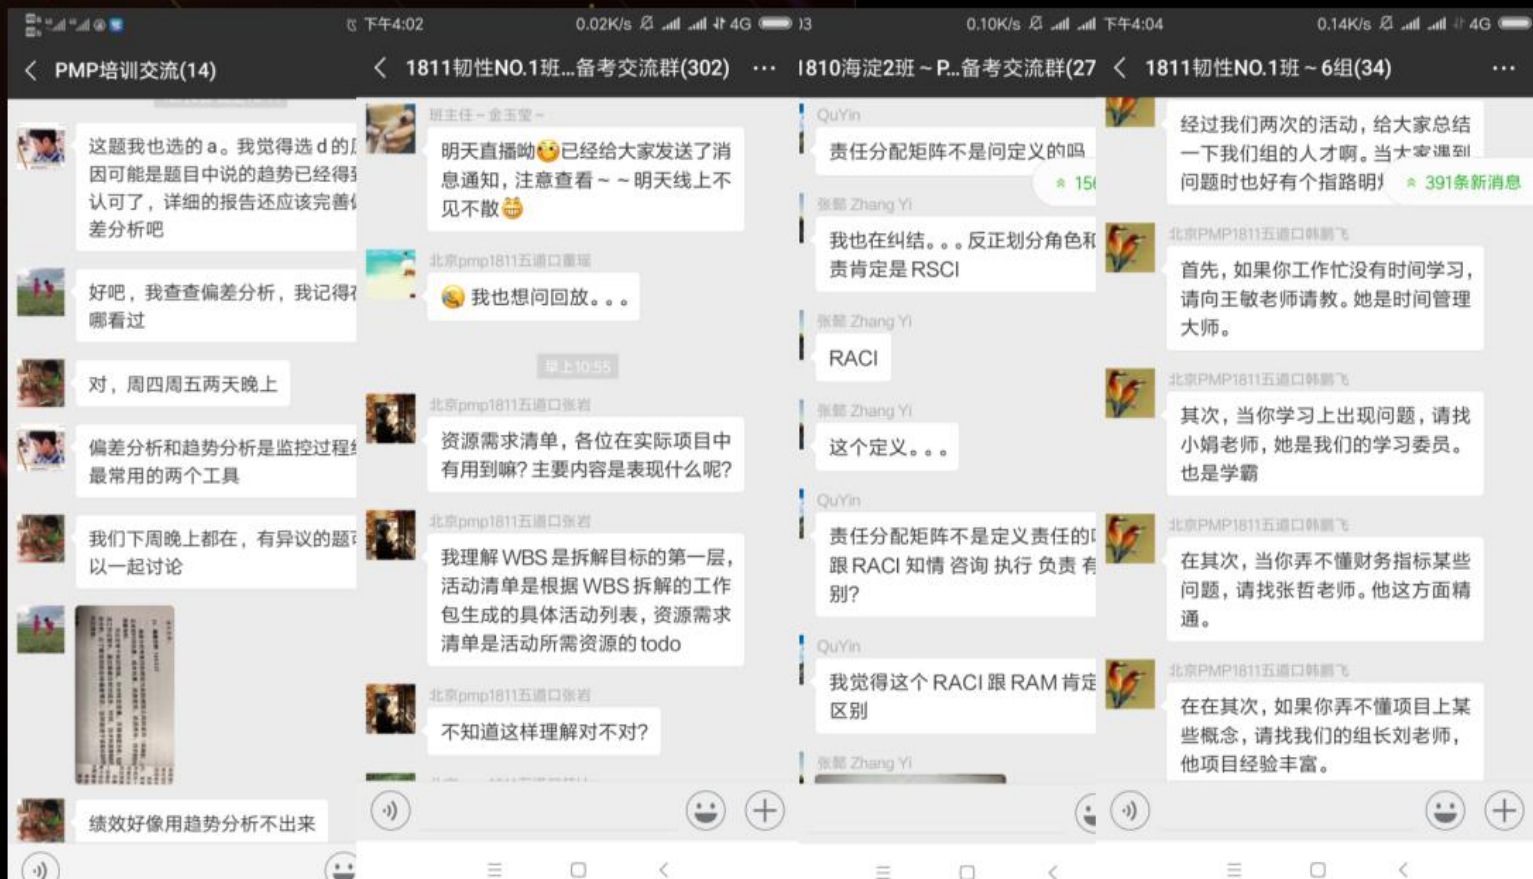 PMP培训交流(14)
这题我也选的a。我觉得选d的
因可能是题目中说的趋势已经得
认可了，详细的报告还应该完善
差分析吧
好吧，我查查偏差分析，我记得
哪看过
对，周四周五两天晚上
偏差分析和趋势分析是监控过程
最常用的两个工具
我们下周晚上都在，有异议的题
以一起讨论
绩效好像用趋势分析不出来
下午4:02
0.02K/s
4G
1811韧性NO.1班...备考交流群(302)
班主任~金玉莹~
明天直播呦😲已经给大家发送了消
息通知，注意查看~~明天线上不
见不散😁
北京pmp1811五道口董瑶
我也想问回放。。。
早上10:55
北京pmp1811五道口张岩
资源需求清单，各位在实际项目中
有用到嘛？主要内容是表现什么呢？
北京pmp1811五道口张岩
我理解WBS是拆解目标的第一层，
活动清单是根据WBS拆解的工作
包生成的具体活动列表，资源需求
清单是活动所需资源的todo
北京pmp1811五道口张岩
不知道这样理解对不对？
0.10K/s
1810海淀2班~P...备考交流群(27
QuYin
责任分配矩阵不是问定义的吗
张懿 Zhang Yi
我也在纠结。。。反正划分角色和
责肯定是RSCI
张懿 Zhang Yi
RACI
张懿 Zhang Yi
这个定义。。。
QuYin
责任分配矩阵不是定义责任的
跟RACI 知情 咨询 执行 负责 有
别？
QuYin
我觉得这个RACI跟RAM肯定
区别
张懿 Zhang Yi
下午4:04
0.14K/s
4G
1811韧性NO.1班~6组(34)
经过我们两次的活动，给大家总结
一下我们组的人才啊。当大家遇到
问题时也好有个指路明
391条新消息
北京PMP1811五道口韩鹏飞
首先，如果你工作忙没有时间学习，
请向王敏老师请教。她是时间管理
大师。
北京PMP1811五道口韩鹏飞
其次，当你学习上出现问题，请找
小娟老师，她是我们的学习委员。
也是学霸
北京PMP1811五道口韩鹏飞
在其次，当你弄不懂财务指标某些
问题，请找张哲老师。他这方面精
通。
北京PMP1811五道口韩鹏飞
在在其次，如果你弄不懂项目上某
些概念，请找我们的组长刘老师，
他项目经验丰富。